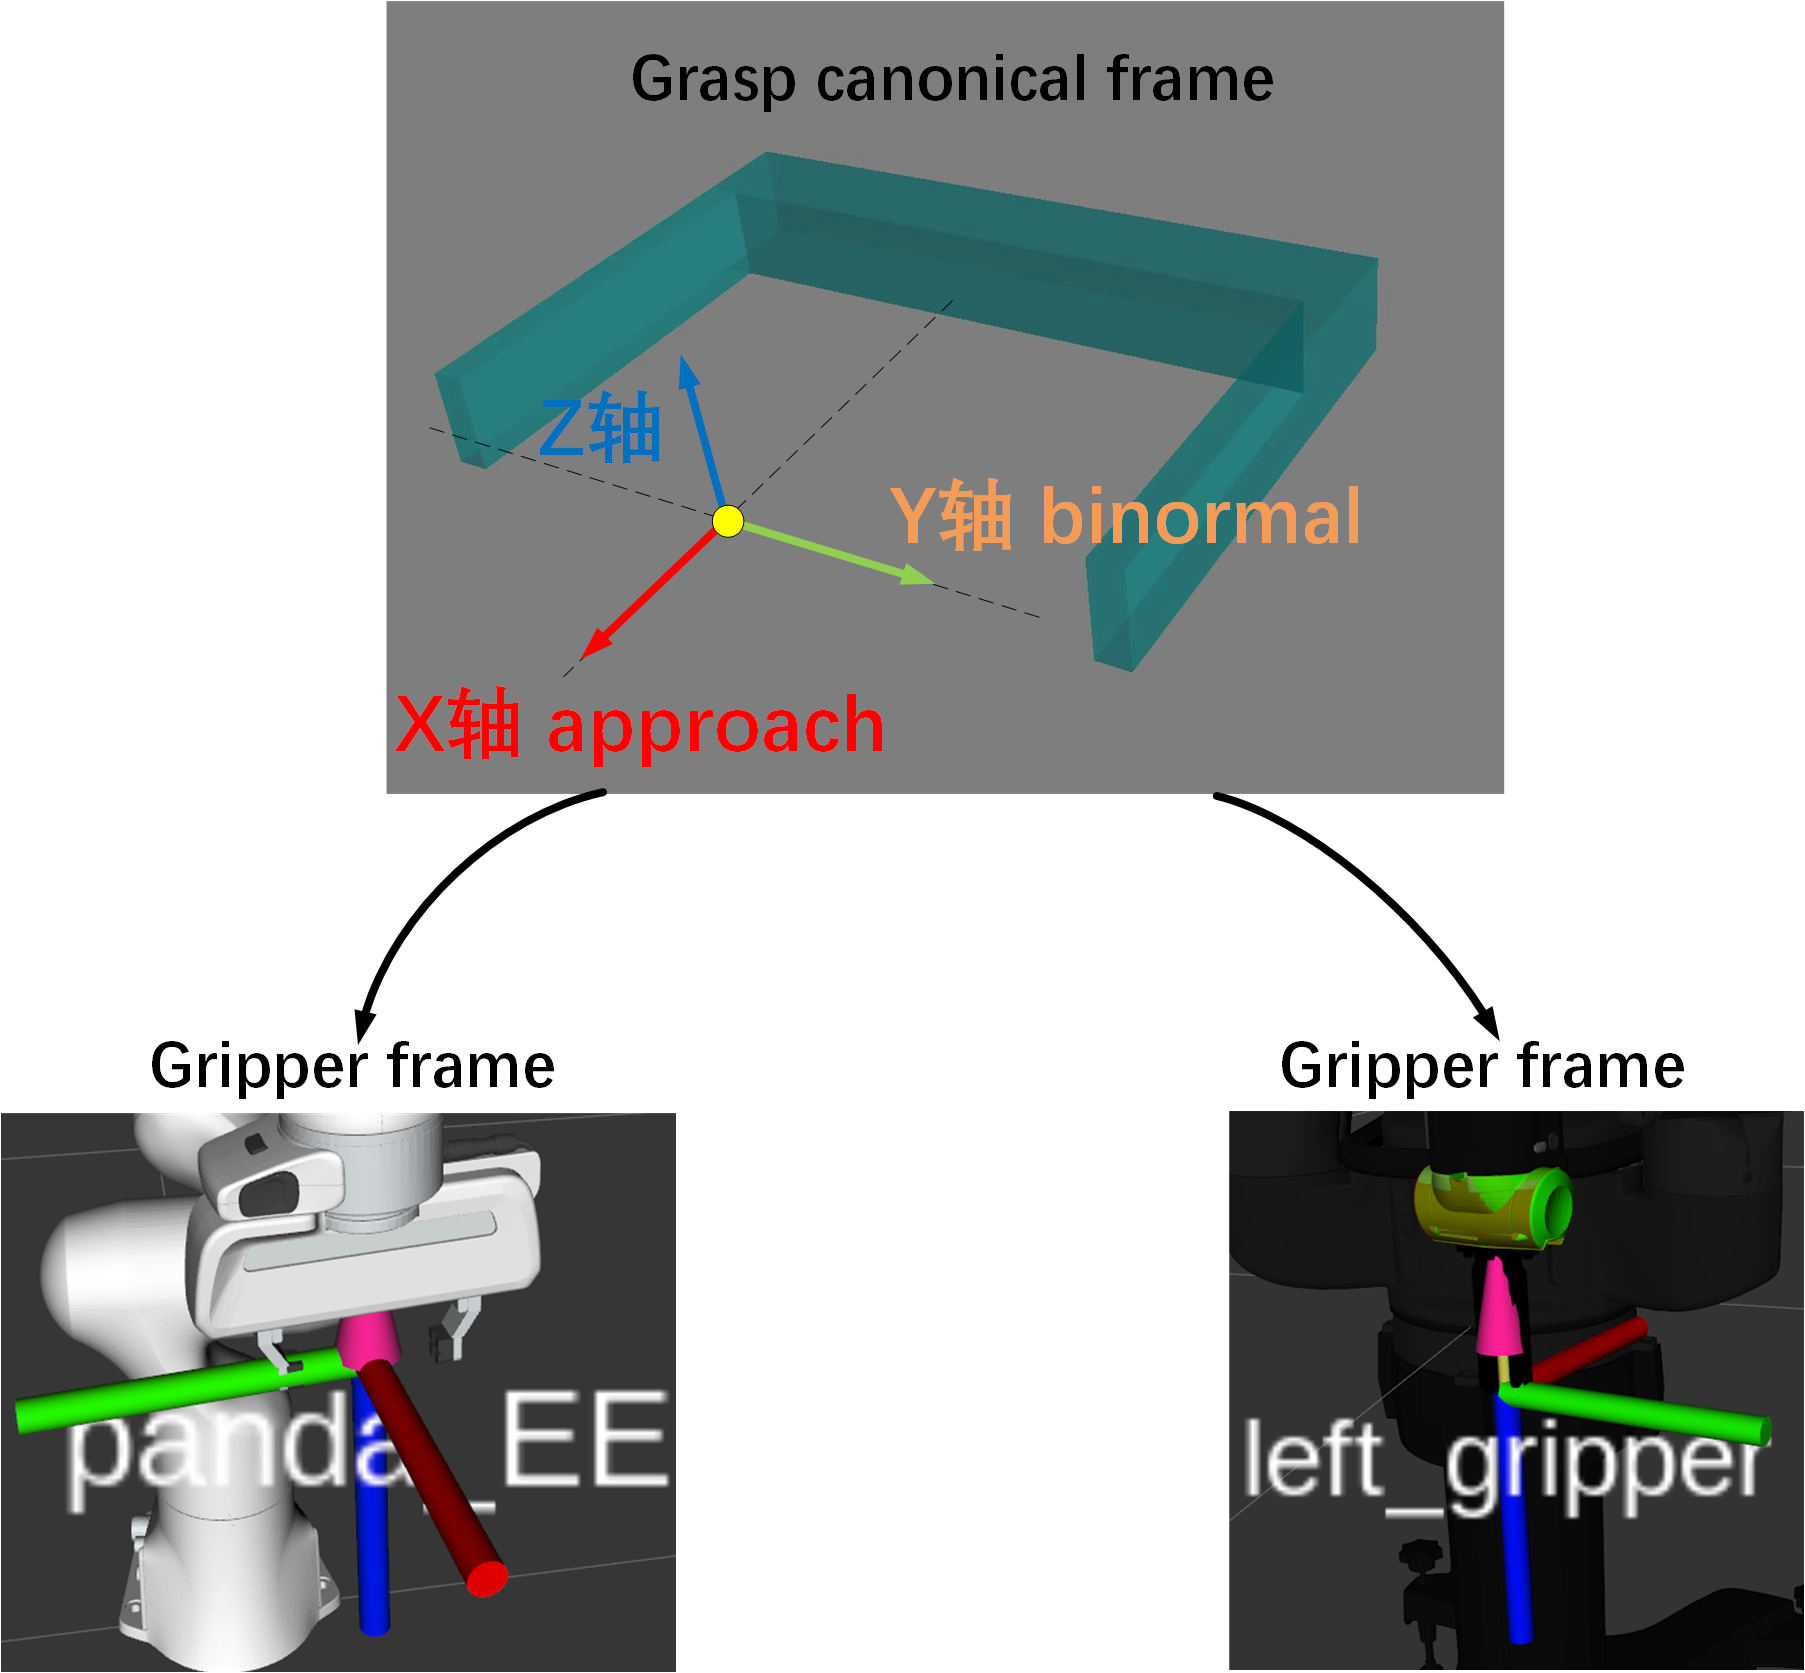 Grasp canonical frame
Z轴
Y轴 binormal
X轴 approach
Gripper frame
Gripper frame
panda_EE
left_gripper